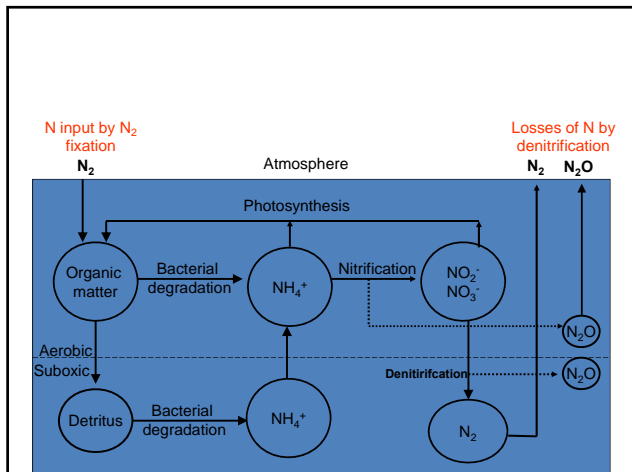 N input by N₂
fixation
N₂
Losses of N by
denitrification
N₂ N₂O
Atmosphere
Photosynthesis
Organic
matter
Bacterial
degradation
NH₄⁺
Nitrification
NO₂⁻
NO₃⁻
N₂O
Aerobic
Suboxic
Denitirifcation
N₂O
Detritus
Bacterial
degradation
NH₄⁺
N₂